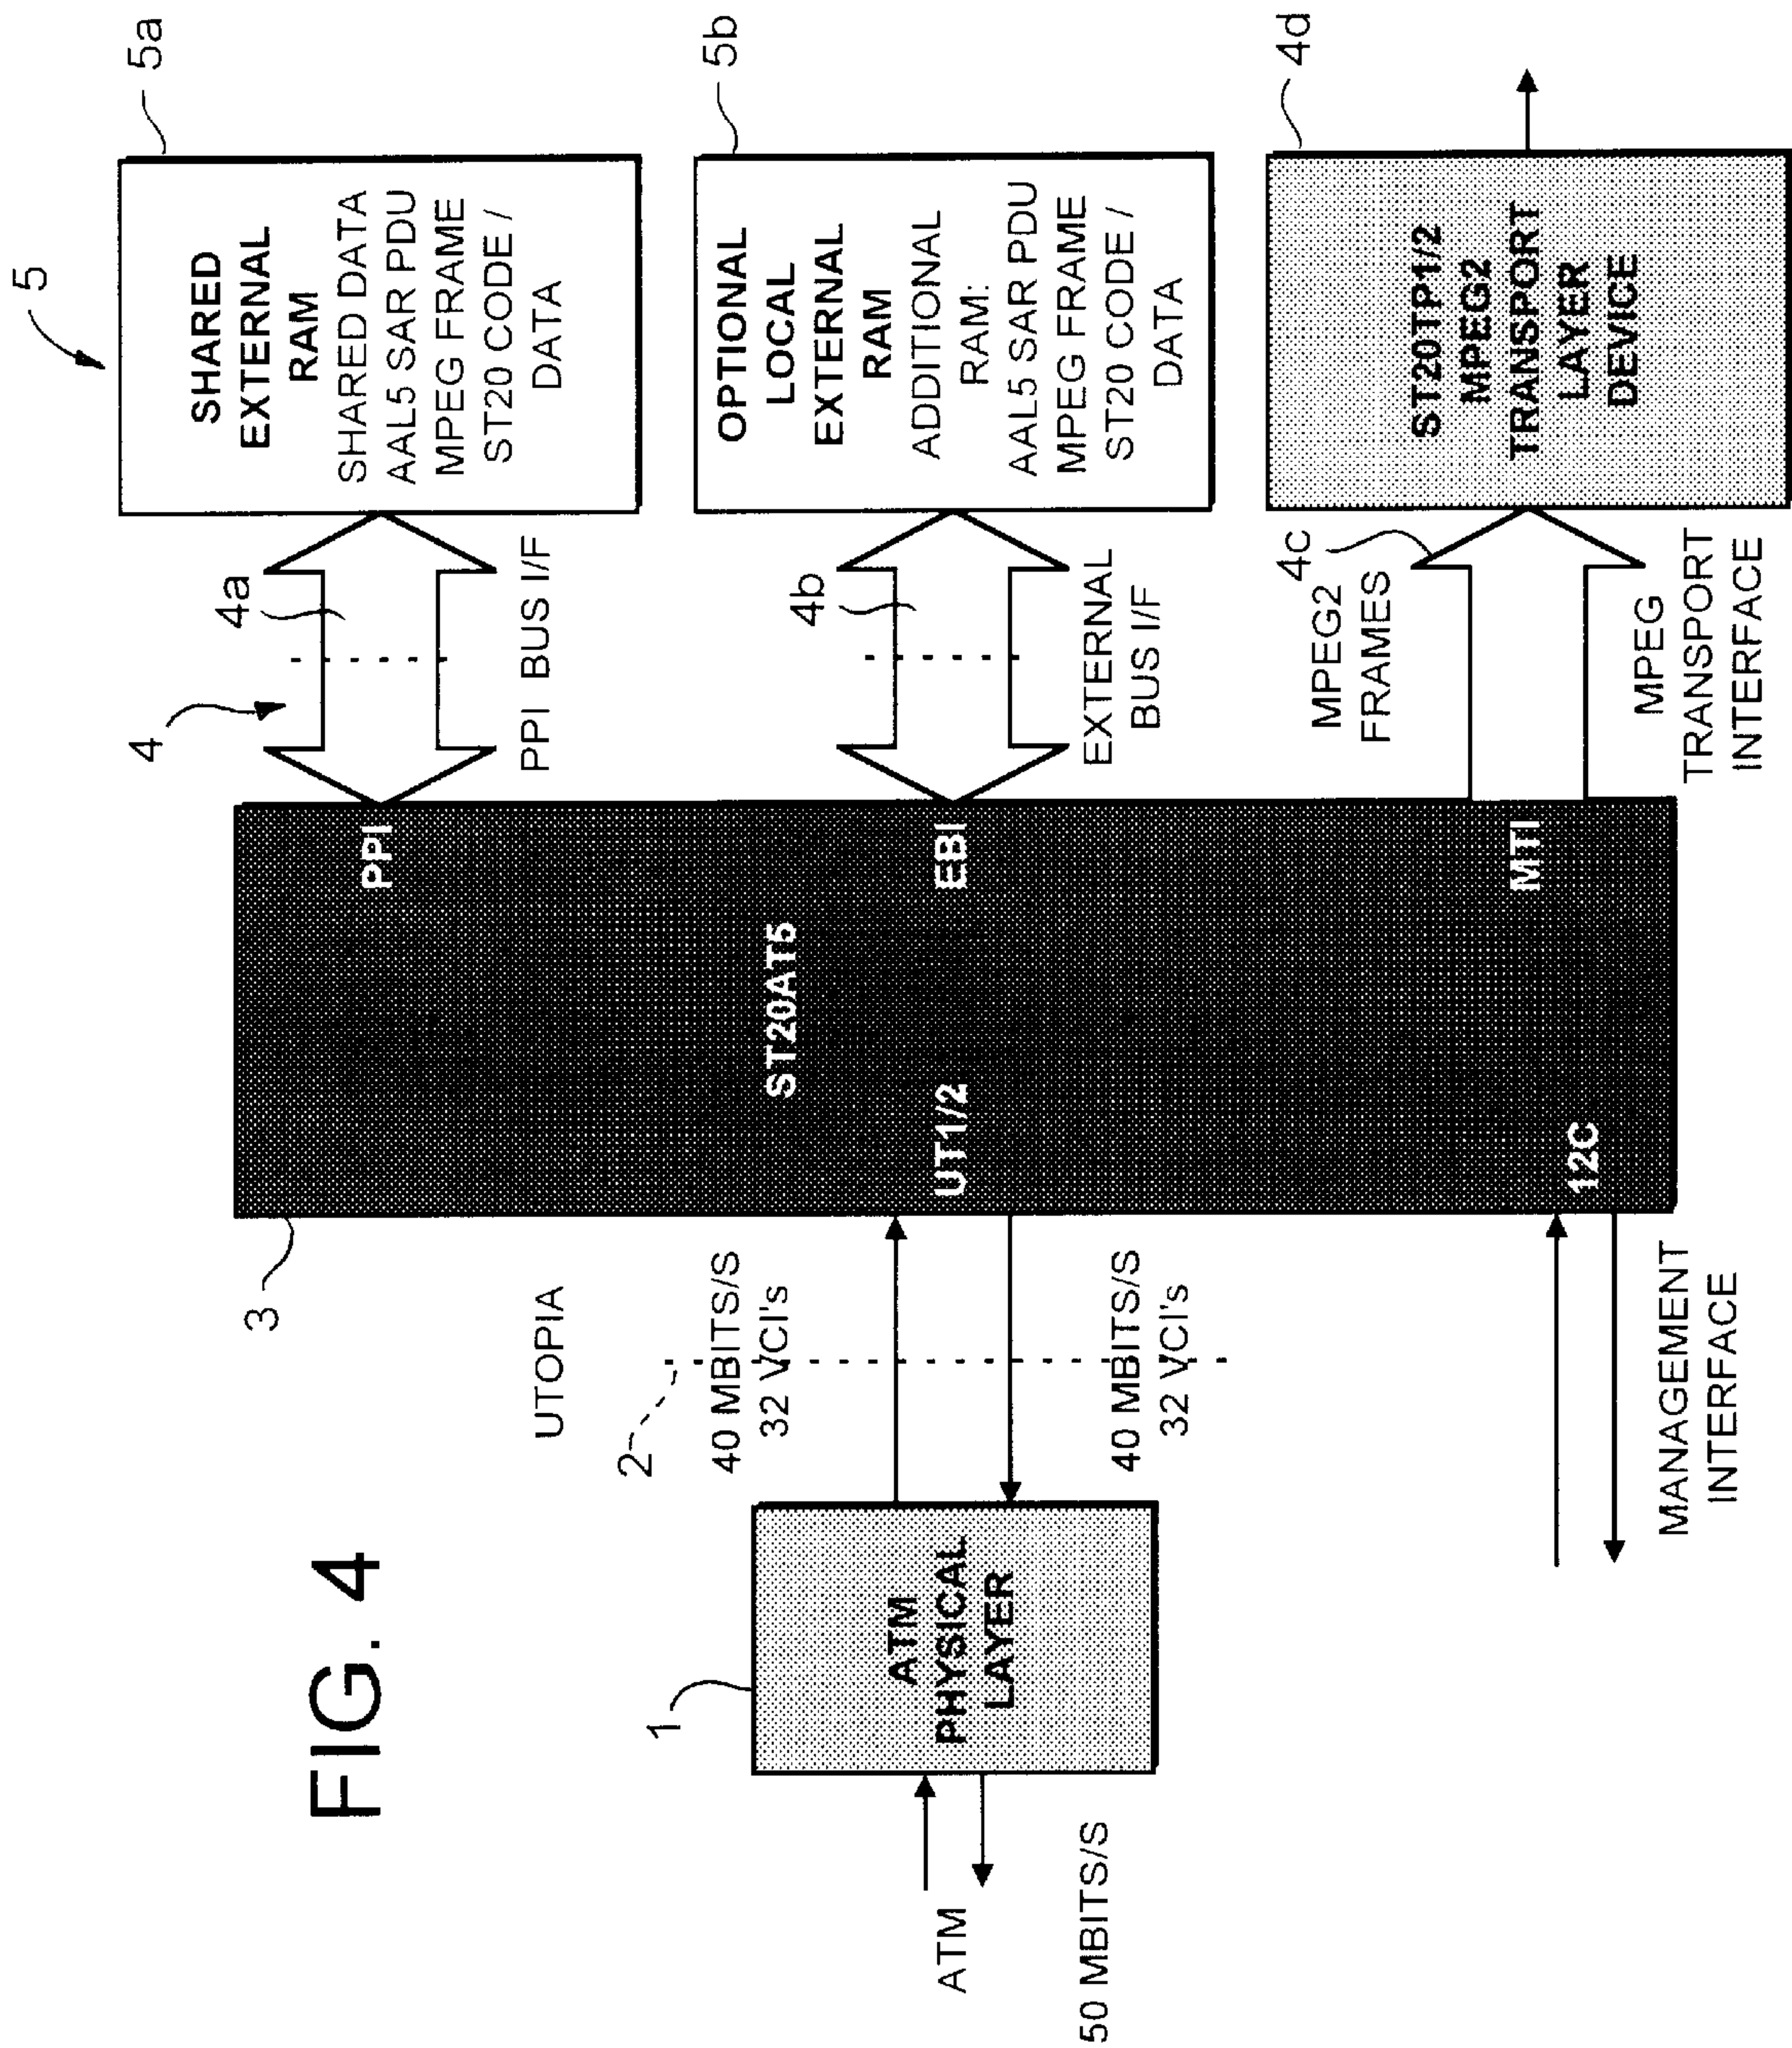 FIG. 4
5
5a
SHARED
EXTERNAL
RAM
SHARED DATA
AAL5 SAR PDU
MPEG FRAME
ST20 CODE /
DATA
4
4a
PPI BUS I/F
5b
OPTIONAL
LOCAL
EXTERNAL
RAM
ADDITIONAL
RAM:
AAL5 SAR PDU
MPEG FRAME
ST20 CODE /
DATA
4b
EXTERNAL
BUS I/F
4d
ST20TP1/2
MPEG2
TRANSPORT
LAYER
DEVICE
4c
MPEG2
FRAMES
MPEG
TRANSPORT
INTERFACE
3
PPI
ST20AT5
UT1/2
EBI
MTI
12C
UTOPIA
2
40 MBITS/S
32 VCI's
40 MBITS/S
32 VCI's
1
ATM
PHYSICAL
LAYER
ATM
50 MBITS/S
MANAGEMENT
INTERFACE